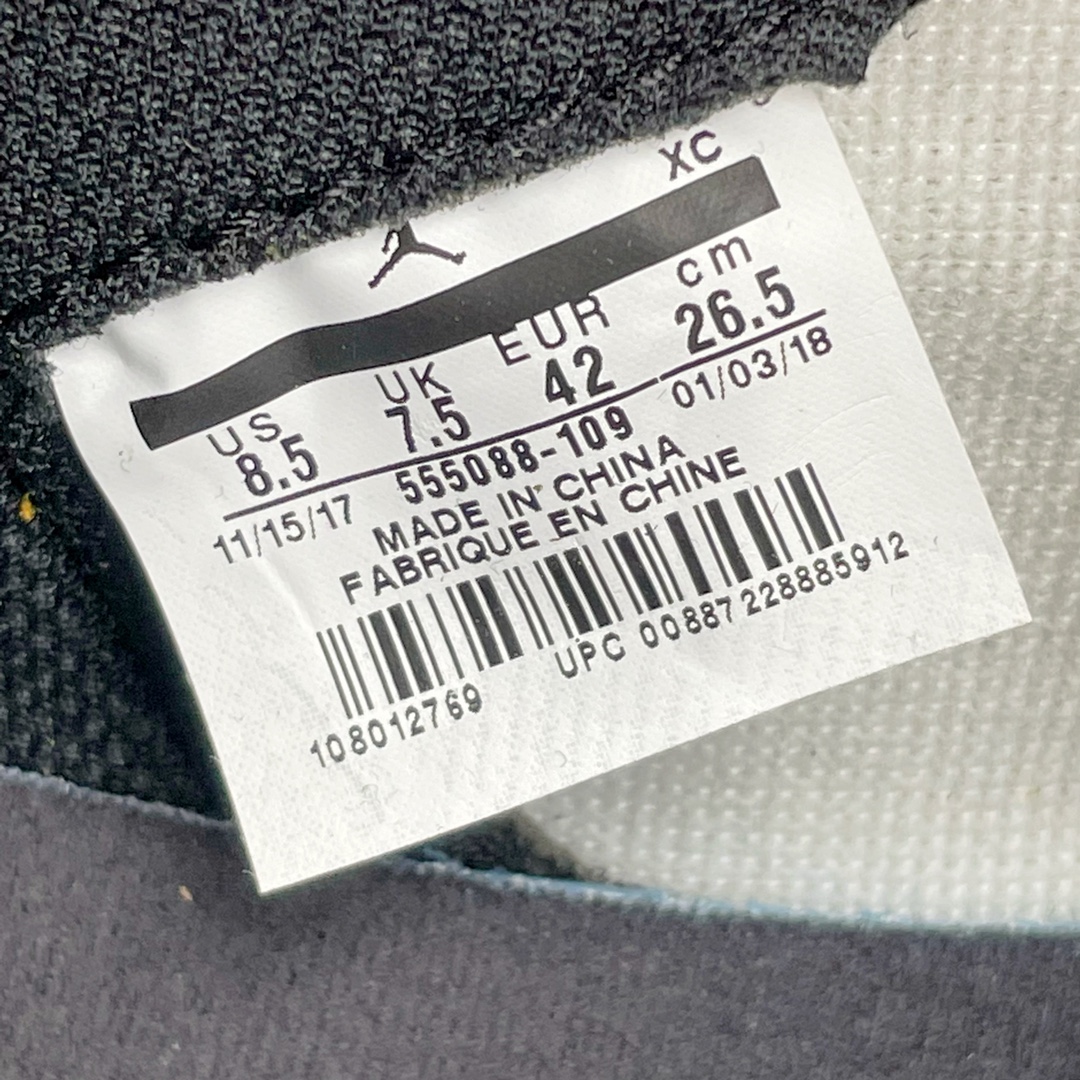 XC
US UK EUR cm
8.5 7.5 42 26.5
11/15/17 555088-109 01/03/18
MADE IN CHINA
FABRIQUE EN CHINE
108012769 UPC 00887228885912